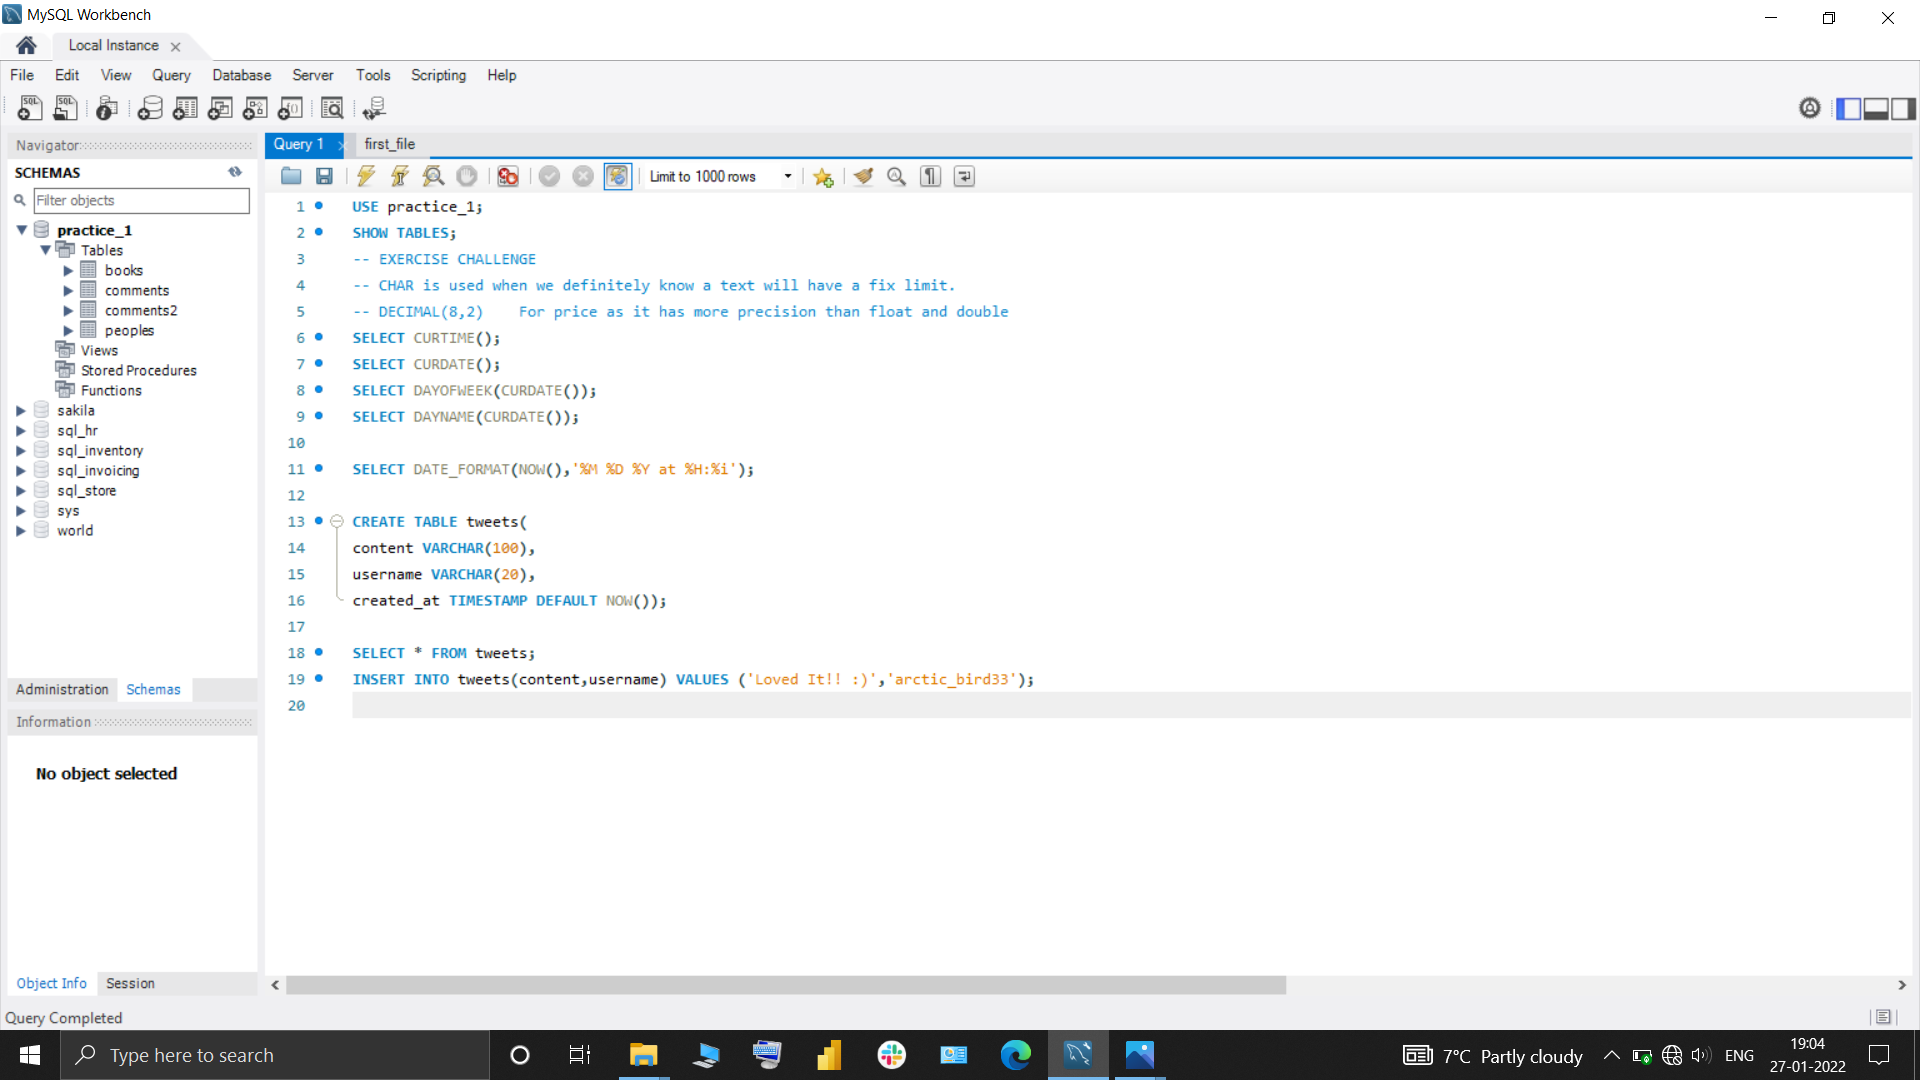 MySQL Workbench
Local Instance
File Edit View Query Database Server Tools Scripting Help
Navigator
SCHEMAS
Filter objects
practice_1
Tables
books
comments
comments2
peoples
Views
Stored Procedures
Functions
sakila
sql_hr
sql_inventory
sql_invoicing
sql_store
sys
world
Administration Schemas
Information
No object selected
Object Info Session
Query 1 first_file
Limit to 1000 rows
1 USE practice_1;
2 SHOW TABLES;
3 -- EXERCISE CHALLENGE
4 -- CHAR is used when we definitely know a text will have a fix limit.
5 -- DECIMAL(8,2)    For price as it has more precision than float and double
6 SELECT CURTIME();
7 SELECT CURDATE();
8 SELECT DAYOFWEEK(CURDATE());
9 SELECT DAYNAME(CURDATE());
10
11 SELECT DATE_FORMAT(NOW(),'%M %D %Y at %H:%i');
12
13 CREATE TABLE tweets(
14 content VARCHAR(100),
15 username VARCHAR(20),
16 created_at TIMESTAMP DEFAULT NOW());
17
18 SELECT * FROM tweets;
19 INSERT INTO tweets(content,username) VALUES ('Loved It!! :)','arctic_bird33');
20
Query Completed
Type here to search
7°C Partly cloudy
ENG
19:04
27-01-2022